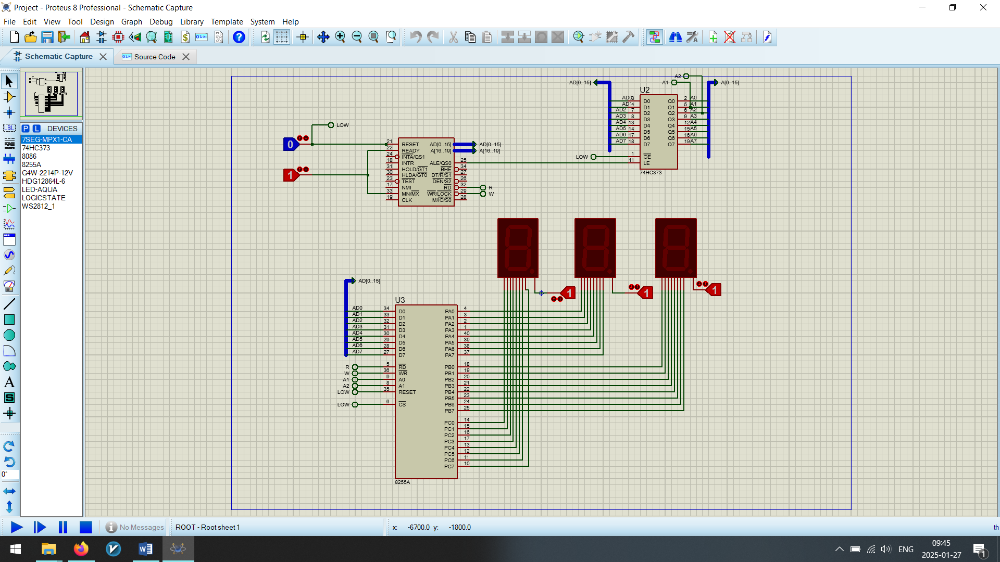 Project - Proteus 8 Professional - Schematic Capture
File Edit View Tool Design Graph Debug Library Template System Help
Schematic Capture
Source Code
P L DEVICES
7SEG-MPX1-CA
74HC373
8086
8255A
G4W-2214P-12V
HDG12864L-6
LED-AQUA
LOGICSTATE
WS2812_1
LBL
A
S
0°
0
LOW
1
21 RESET
22 READY
24 INTA/QS1
18 INTR
31 HOLD/GT1
30 HLDA/GT0
23 TEST
17 NMI
33 MN/MX
19 CLK
AD[0..15] AD[0..15]
A[16..19] A[16..19]
ALE/QS0 25
BHE 34
DT/R/S1 27
DEN/S2 26
RD 32 R
WR/LOCK 29 W
M/IO/S0 28
A2
A1
AD[0..15]
A[0..15]
U2
AD0 3 D0 Q0 2 A0
AD1 4 D1 Q1 5 A1
AD2 7 D2 Q2 6 A2
AD3 8 D3 Q3 9 A3
AD4 13 D4 Q4 12 A4
AD5 14 D5 Q5 15 A5
AD6 17 D6 Q6 16 A6
AD7 18 D7 Q7 19 A7
LOW 1 OE
11 LE
74HC373
1
1
1
AD[0..15]
U3
AD0 34 D0 PA0 4
AD1 33 D1 PA1 3
AD2 32 D2 PA2 2
AD3 31 D3 PA3 1
AD4 30 D4 PA4 40
AD5 29 D5 PA5 39
AD6 28 D6 PA6 38
AD7 27 D7 PA7 37
R 5 RD PB0 18
W 36 WR PB1 19
A1 9 A0 PB2 20
A2 8 A1 PB3 21
LOW 35 RESET PB4 22
PB5 23
LOW 6 CS PB6 24
PB7 25
PC0 14
PC1 15
PC2 16
PC3 17
PC4 13
PC5 12
PC6 11
PC7 10
8255A
No Messages
ROOT - Root sheet 1
x: -6700.0 y: -1800.0
th
ENG
09:45
2025-01-27
1